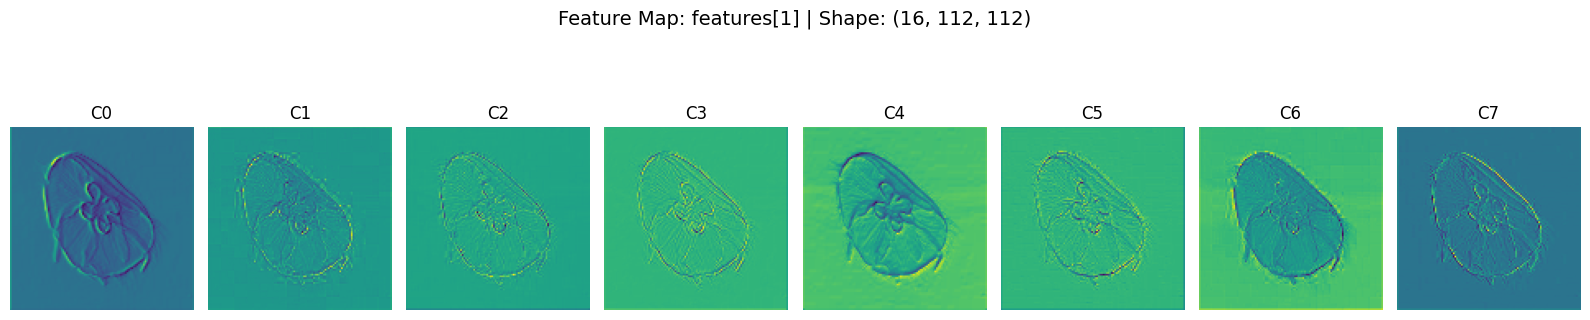 Feature Map: features[1] | Shape: (16, 112, 112)
C0 C1 C2 C3 C4 C5 C6 C7